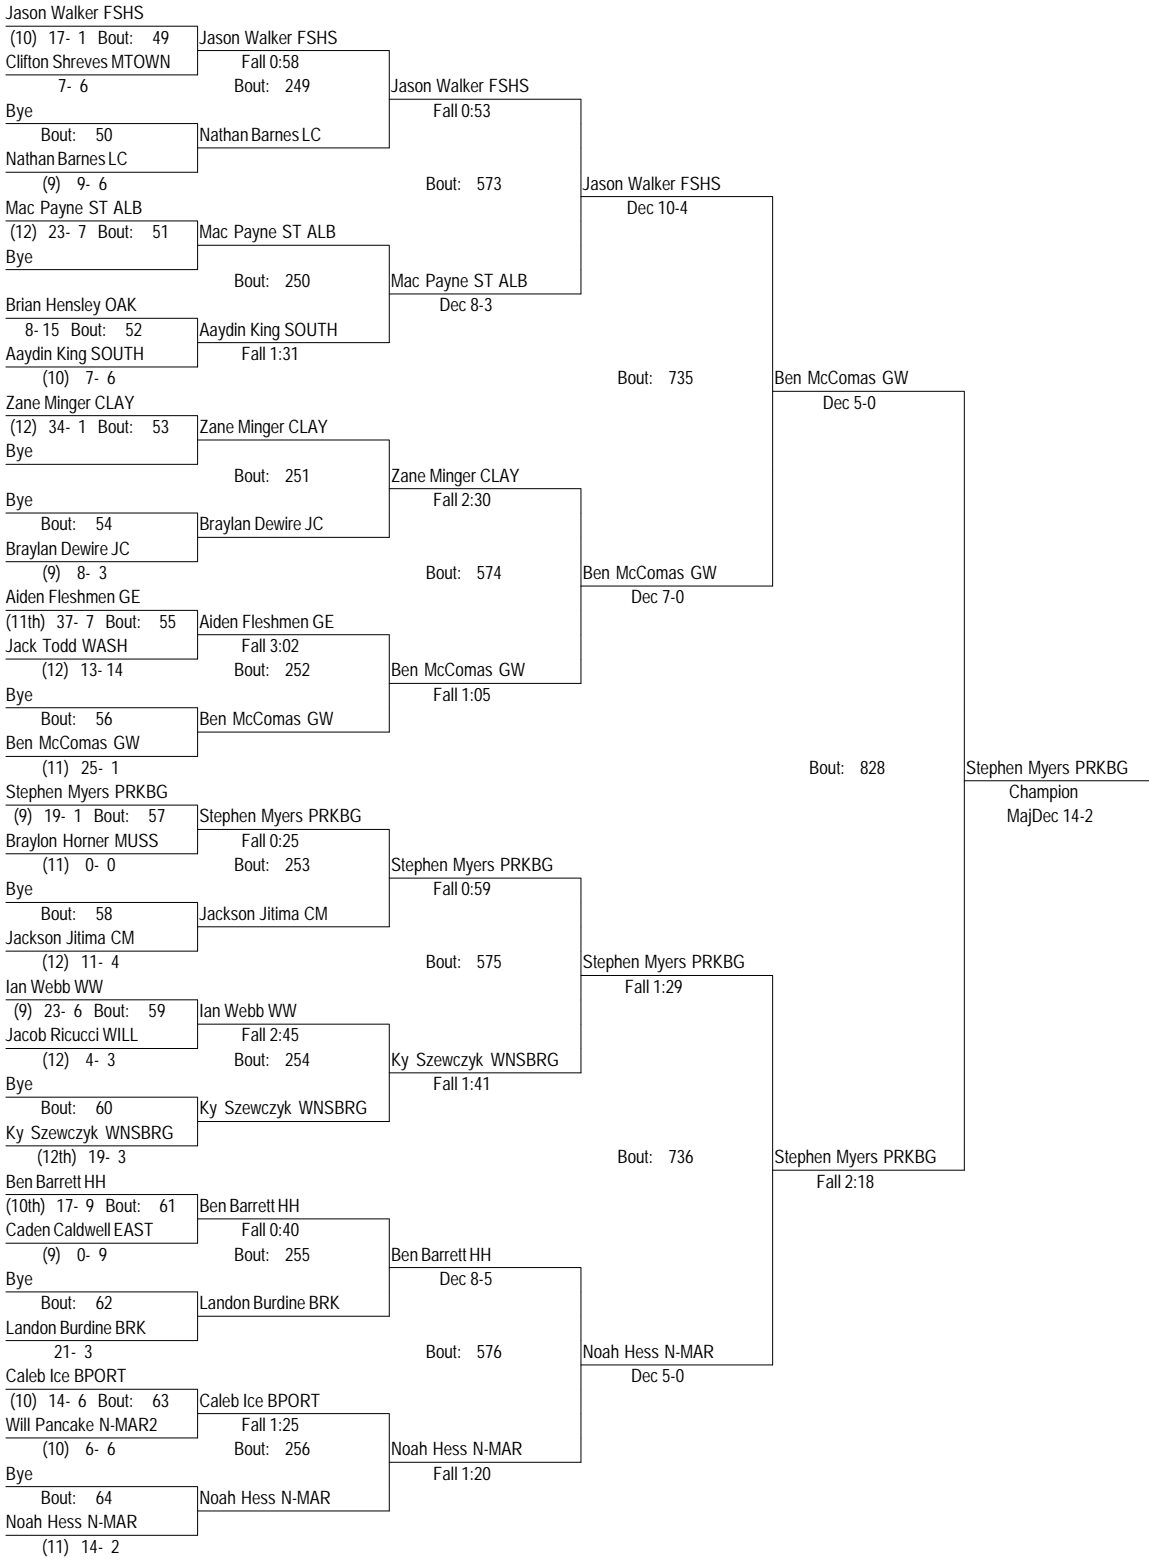 Jason Walker FSHS
(10) 17- 1 Bout: 49 Jason Walker FSHS
Clifton Shreves MTOWN Fall 0:58
7- 6 Bout: 249 Jason Walker FSHS
Bye Fall 0:53
Bout: 50 Nathan Barnes LC
Nathan Barnes LC
(9) 9- 6 Bout: 573 Jason Walker FSHS
Mac Payne ST ALB Dec 10-4
(12) 23- 7 Bout: 51 Mac Payne ST ALB
Bye
Bout: 250 Mac Payne ST ALB
Brian Hensley OAK Dec 8-3
8- 15 Bout: 52 Aaydin King SOUTH
Aaydin King SOUTH Fall 1:31
(10) 7- 6 Bout: 735 Ben McComas GW
Zane Minger CLAY Dec 5-0
(12) 34- 1 Bout: 53 Zane Minger CLAY
Bye
Bout: 251 Zane Minger CLAY
Bye Fall 2:30
Bout: 54 Braylan Dewire JC
Braylan Dewire JC
(9) 8- 3 Bout: 574 Ben McComas GW
Aiden Fleshmen GE Dec 7-0
(11th) 37- 7 Bout: 55 Aiden Fleshmen GE
Jack Todd WASH Fall 3:02
(12) 13- 14 Bout: 252 Ben McComas GW
Bye Fall 1:05
Bout: 56 Ben McComas GW
Ben McComas GW
(11) 25- 1 Bout: 828 Stephen Myers PRKBG
Stephen Myers PRKBG Champion
(9) 19- 1 Bout: 57 Stephen Myers PRKBG MajDec 14-2
Braylon Horner MUSS Fall 0:25
(11) 0- 0 Bout: 253 Stephen Myers PRKBG
Bye Fall 0:59
Bout: 58 Jackson Jitima CM
Jackson Jitima CM
(12) 11- 4 Bout: 575 Stephen Myers PRKBG
Ian Webb WW Fall 1:29
(9) 23- 6 Bout: 59 Ian Webb WW
Jacob Ricucci WILL Fall 2:45
(12) 4- 3 Bout: 254 Ky Szewczyk WNSBRG
Bye Fall 1:41
Bout: 60 Ky Szewczyk WNSBRG
Ky Szewczyk WNSBRG
(12th) 19- 3 Bout: 736 Stephen Myers PRKBG
Ben Barrett HH Fall 2:18
(10th) 17- 9 Bout: 61 Ben Barrett HH
Caden Caldwell EAST Fall 0:40
(9) 0- 9 Bout: 255 Ben Barrett HH
Bye Dec 8-5
Bout: 62 Landon Burdine BRK
Landon Burdine BRK
21- 3 Bout: 576 Noah Hess N-MAR
Caleb Ice BPORT Dec 5-0
(10) 14- 6 Bout: 63 Caleb Ice BPORT
Will Pancake N-MAR2 Fall 1:25
(10) 6- 6 Bout: 256 Noah Hess N-MAR
Bye Fall 1:20
Bout: 64 Noah Hess N-MAR
Noah Hess N-MAR
(11) 14- 2